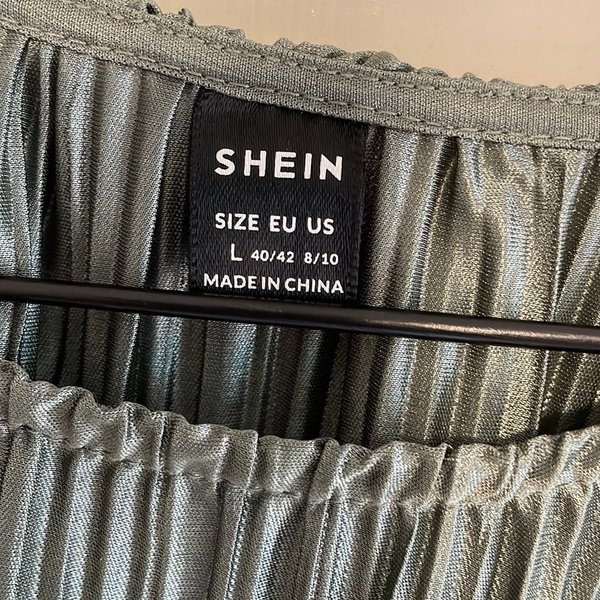 SHEIN
SIZE EU US
L 40/42 8/10
MADE IN CHINA